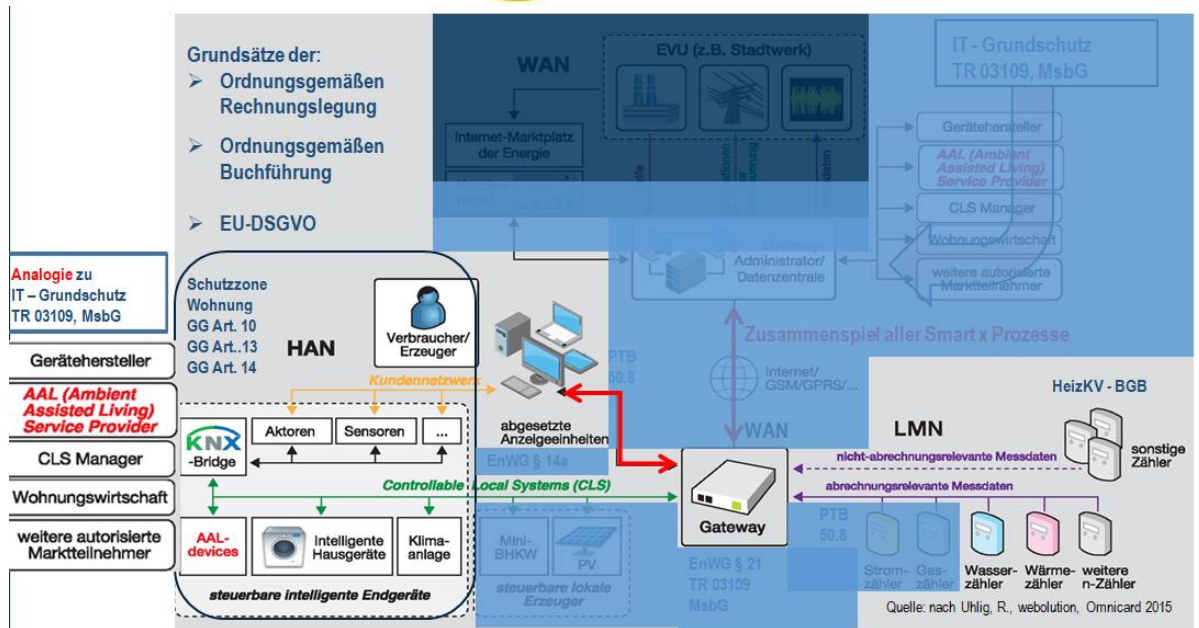 Grundsätze der:
➢ Ordnungsgemäßen
Rechnungslegung
➢ Ordnungsgemäßen
Buchführung
➢ EU-DSGVO
WAN
EVU (z.B. Stadtwerk)
Internet-Marktplatz
der Energie
IT - Grundschutz
TR 03109, MsbG
Gerätehersteller
AAL (Ambient
Assisted Living)
Service Provider
CLS Manager
Wohnungswirtschaft
weitere autorisierte
Marktteilnehmer
Gateway
Administrator/
Datenzentrale
Analogie zu
IT – Grundschutz
TR 03109, MsbG
Gerätehersteller
AAL (Ambient
Assisted Living)
Service Provider
CLS Manager
Wohnungswirtschaft
weitere autorisierte
Marktteilnehmer
Schutzzone
Wohnung
GG Art. 10
GG Art..13
GG Art. 14
HAN
Verbraucher/
Erzeuger
Kundennetzwerk
KNX
-Bridge
Aktoren
Sensoren
...
abgesetzte
Anzeigeeinheiten
EnWG § 14a
PTB
50.8
Zusammenspiel aller Smart x Prozesse
Internet/
GSM/GPRS/...
WAN
HeizKV - BGB
LMN
sonstige
Zähler
nicht-abrechnungsrelevante Messdaten
abrechnungsrelevante Messdaten
Controllable Local Systems (CLS)
Gateway
AAL-
devices
Intelligente
Hausgeräte
Klima-
anlage
steuerbare intelligente Endgeräte
Mini-
BHKW
PV
steuerbare lokale
Erzeuger
EnWG § 21
TR 03109
MsbG
PTB
50.8
Strom-
zähler
Gas-
zähler
Wasser-
zähler
Wärme-
zähler
weitere
n-Zähler
Quelle: nach Uhlig, R., webolution, Omnicard 2015